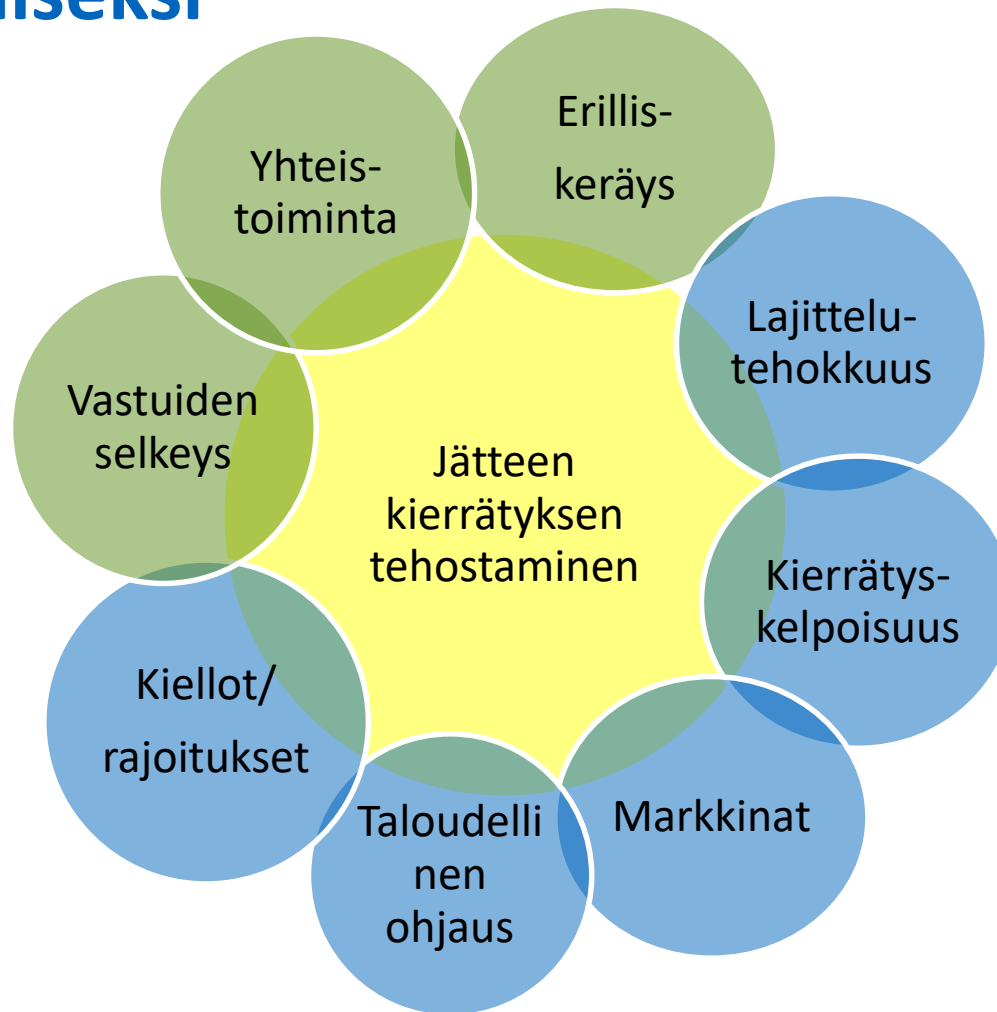 Erillis-
keräys
Yhteis-
toiminta
Lajittelu-
tehokkuus
Vastuiden
selkeys
Jätteen
kierrätyksen
tehostaminen
Kierrätys-
kelpoisuus
Kiellot/
rajoitukset
Taloudelli
nen
ohjaus
Markkinat